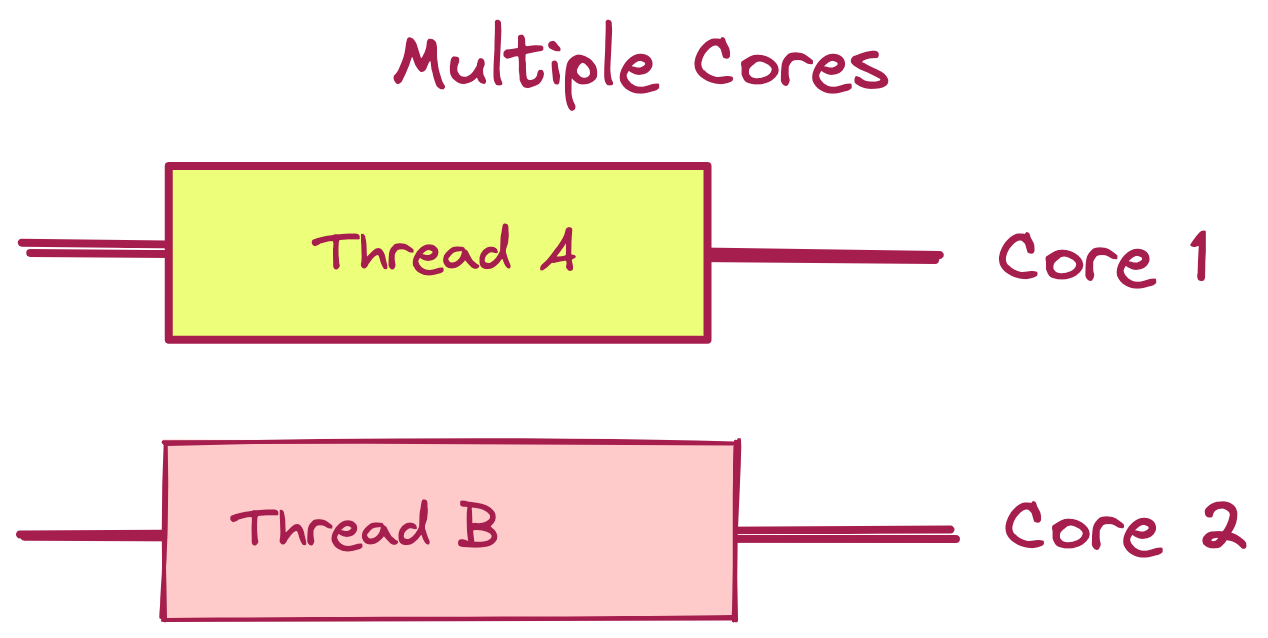 Multiple Cores
Thread A
Core 1
Thread B
Core 2